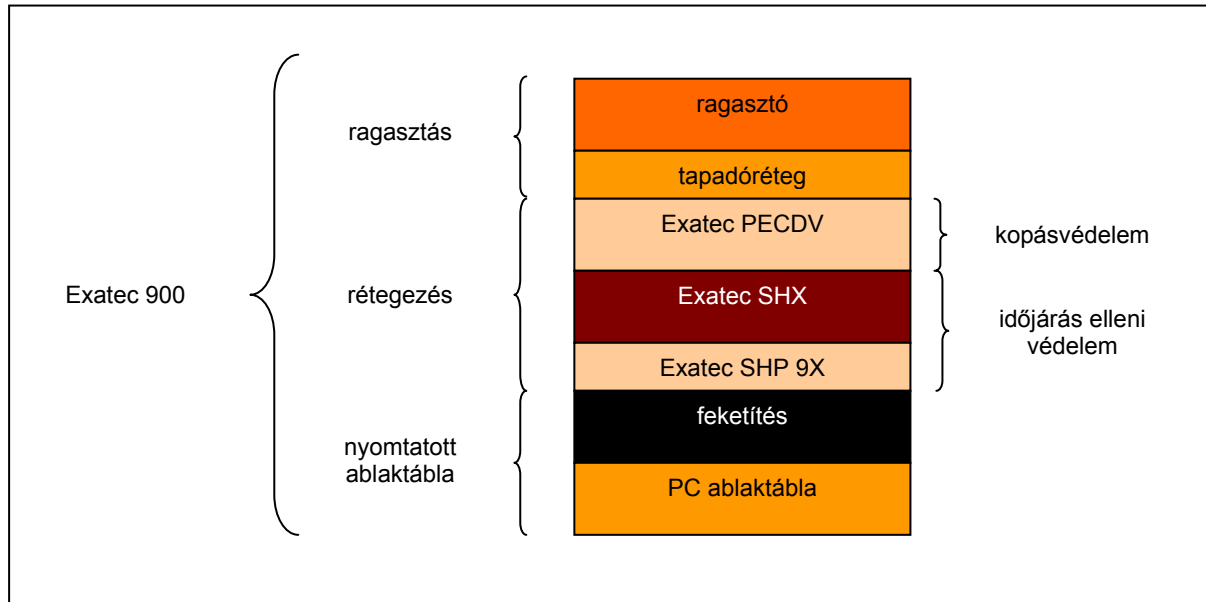 Exatec 900
ragasztás
rétegezés
nyomtatott
ablaktábla
ragasztó
tapadóréteg
Exatec PECDV
Exatec SHX
Exatec SHP 9X
feketítés
PC ablaktábla
kopásvédelem
időjárás elleni
védelem